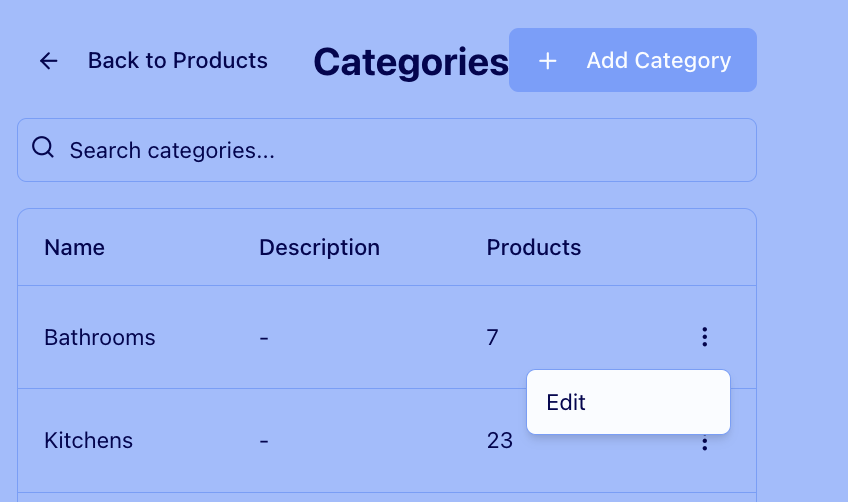 Back to Products
Categories
Add Category
Search categories...
Name Description Products
Bathrooms - 7
Edit
Kitchens - 23